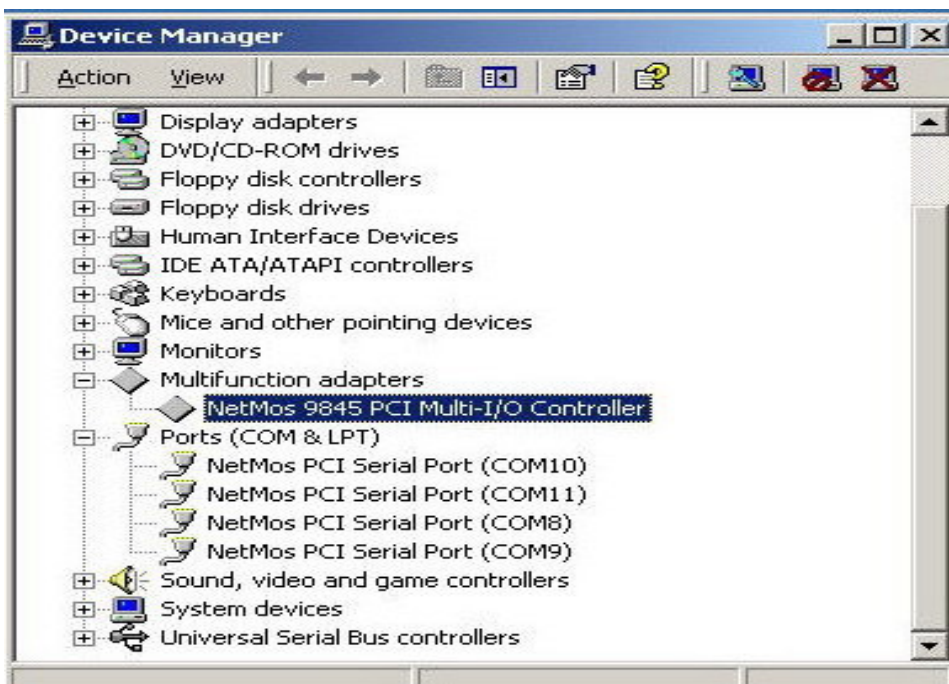 Device Manager
Action View
Display adapters
DVD/CD-ROM drives
Floppy disk controllers
Floppy disk drives
Human Interface Devices
IDE ATA/ATAPI controllers
Keyboards
Mice and other pointing devices
Monitors
Multifunction adapters
NetMos 9845 PCI Multi-I/O Controller
Ports (COM & LPT)
NetMos PCI Serial Port (COM10)
NetMos PCI Serial Port (COM11)
NetMos PCI Serial Port (COM8)
NetMos PCI Serial Port (COM9)
Sound, video and game controllers
System devices
Universal Serial Bus controllers